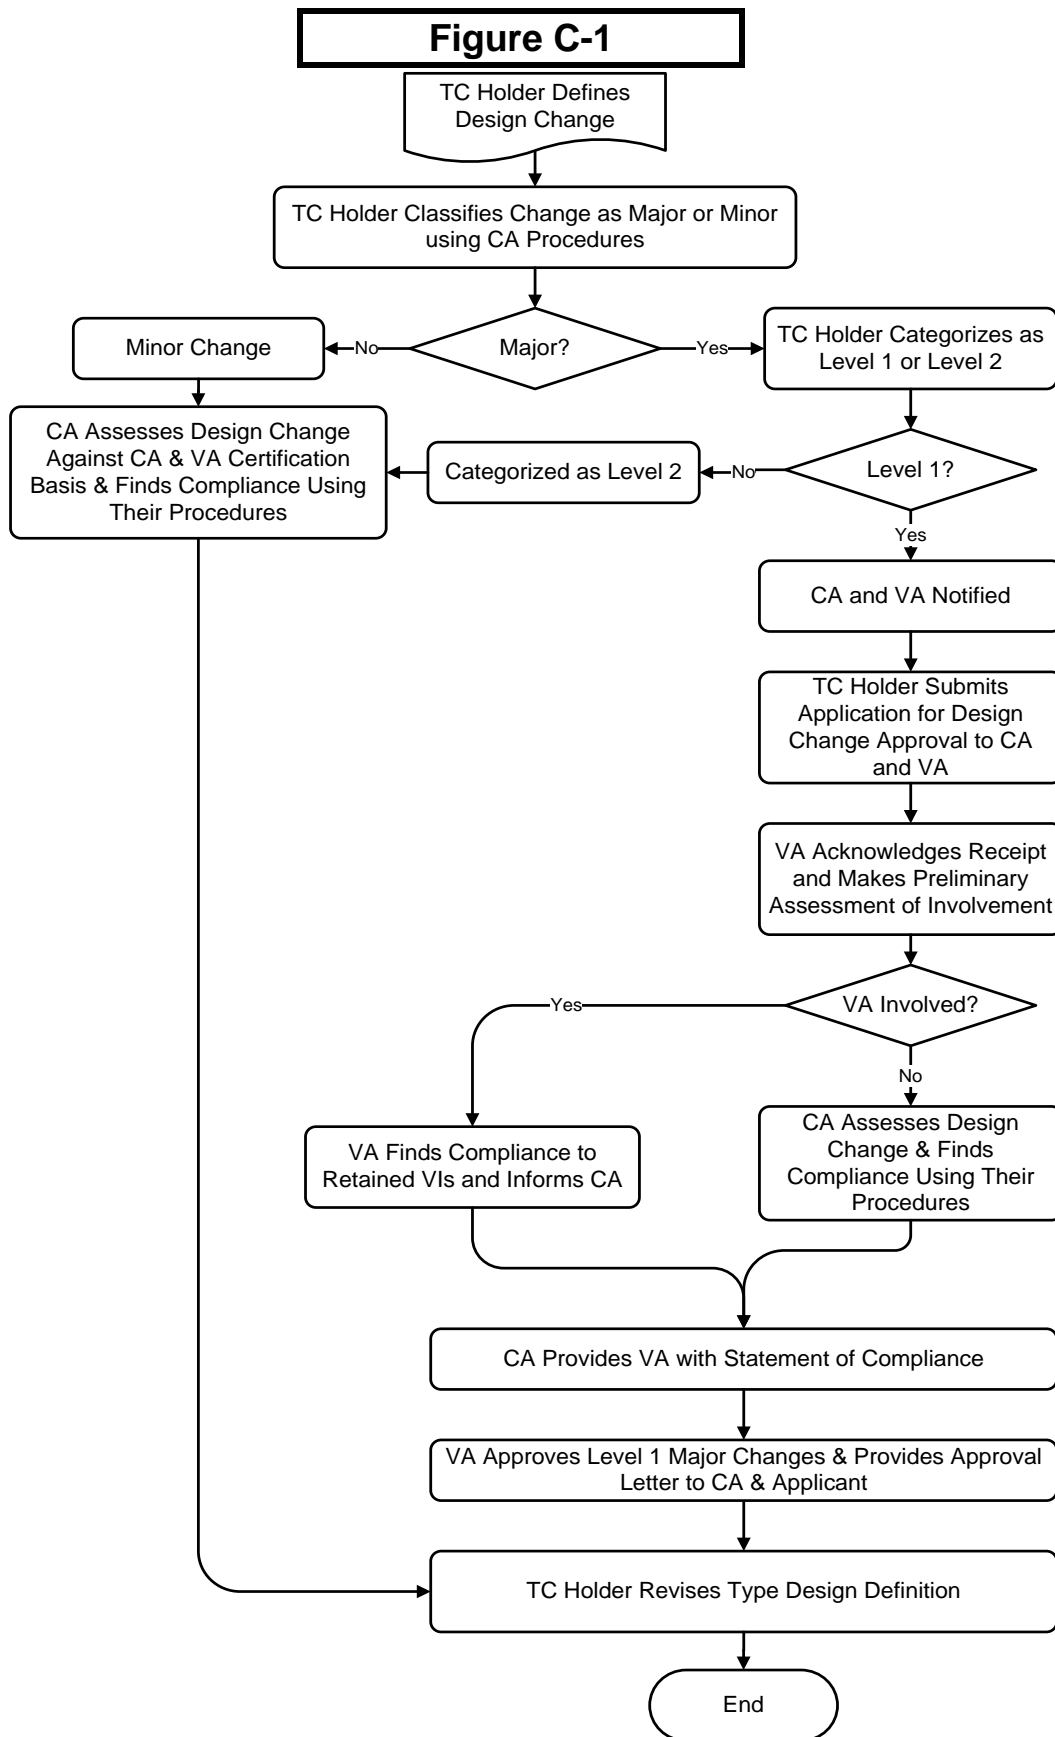 Figure C-1
TC Holder Defines
Design Change
TC Holder Classifies Change as Major or Minor
using CA Procedures
Minor Change
No
Major?
Yes
TC Holder Categorizes as
Level 1 or Level 2
CA Assesses Design Change
Against CA & VA Certification
Basis & Finds Compliance Using
Their Procedures
Categorized as Level 2
No
Level 1?
Yes
CA and VA Notified
TC Holder Submits
Application for Design
Change Approval to CA
and VA
VA Acknowledges Receipt
and Makes Preliminary
Assessment of Involvement
Yes
VA Involved?
No
VA Finds Compliance to
Retained VIs and Informs CA
CA Assesses Design
Change & Finds
Compliance Using Their
Procedures
CA Provides VA with Statement of Compliance
VA Approves Level 1 Major Changes & Provides Approval
Letter to CA & Applicant
TC Holder Revises Type Design Definition
End